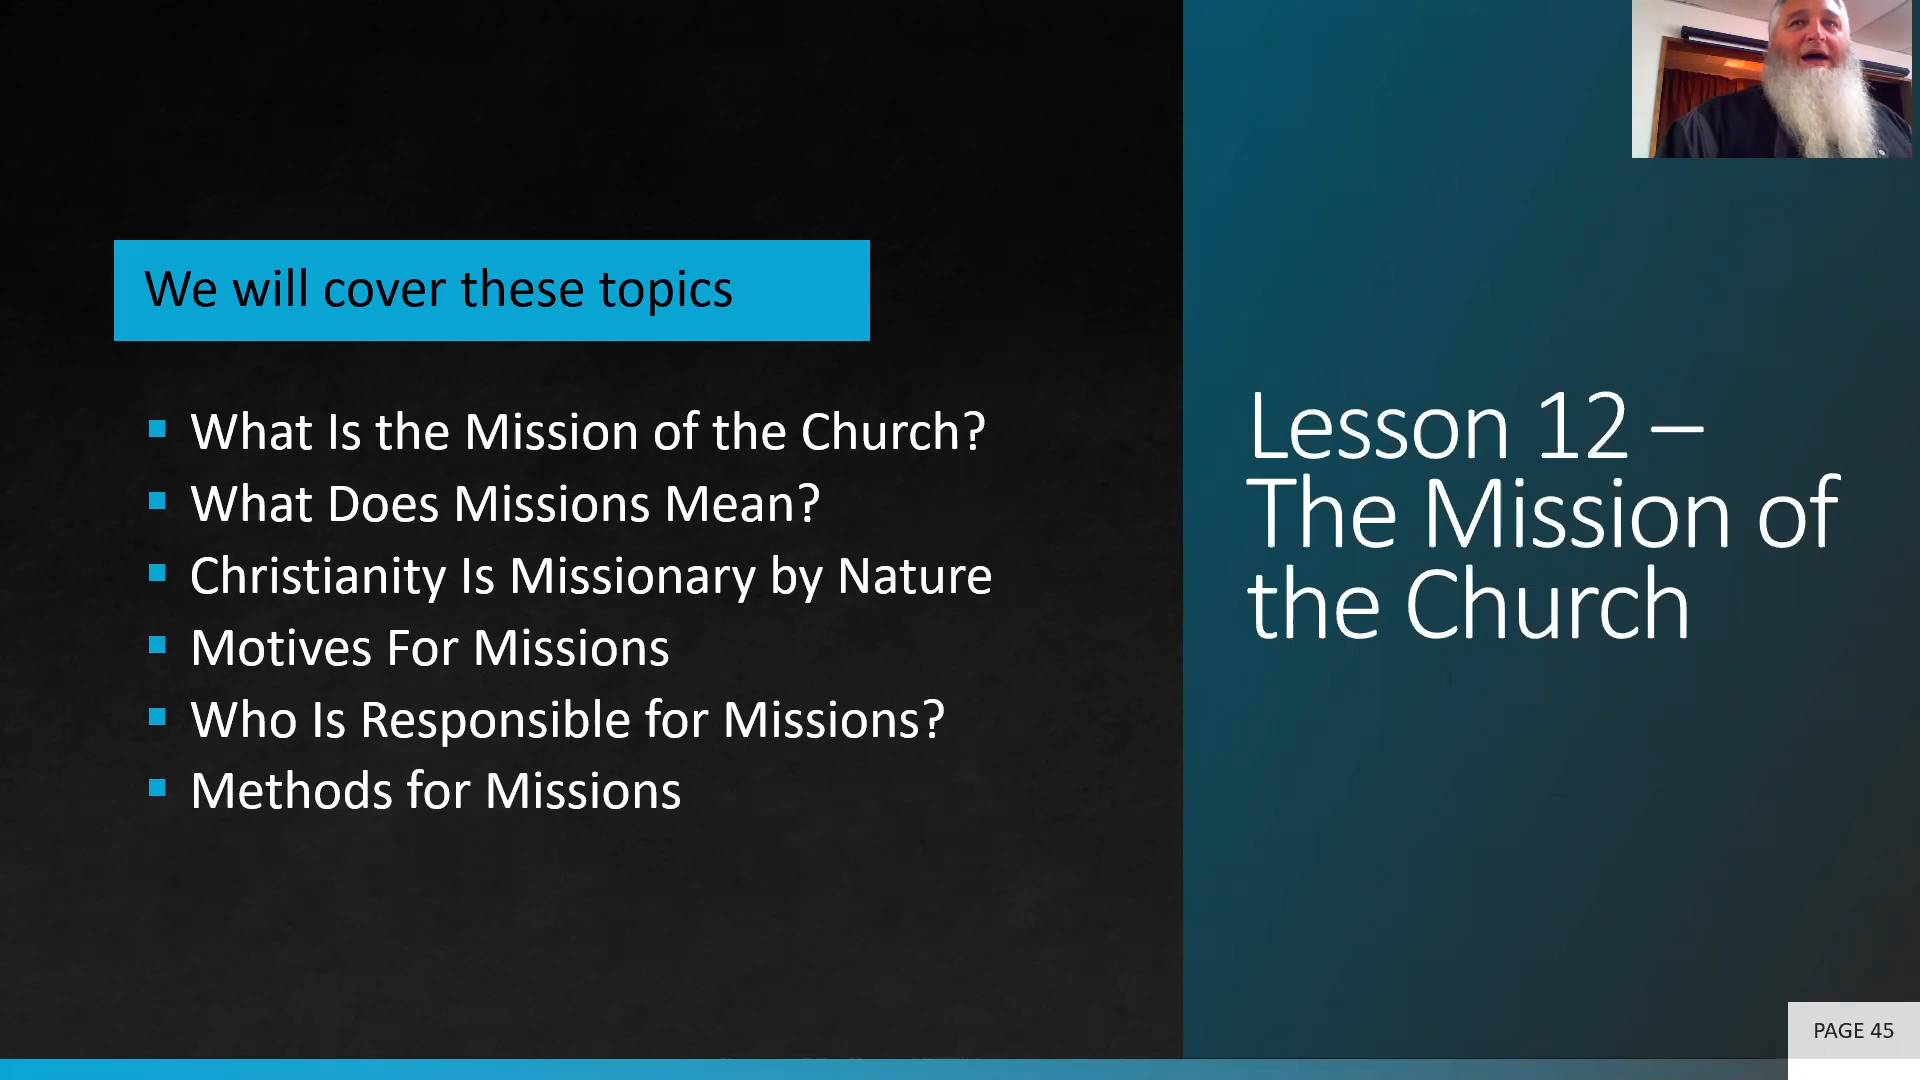 We will cover these topics
What Is the Mission of the Church?
What Does Missions Mean?
Christianity Is Missionary by Nature
Motives For Missions
Who Is Responsible for Missions?
Methods for Missions
Lesson 12 –
The Mission of
the Church
PAGE 45